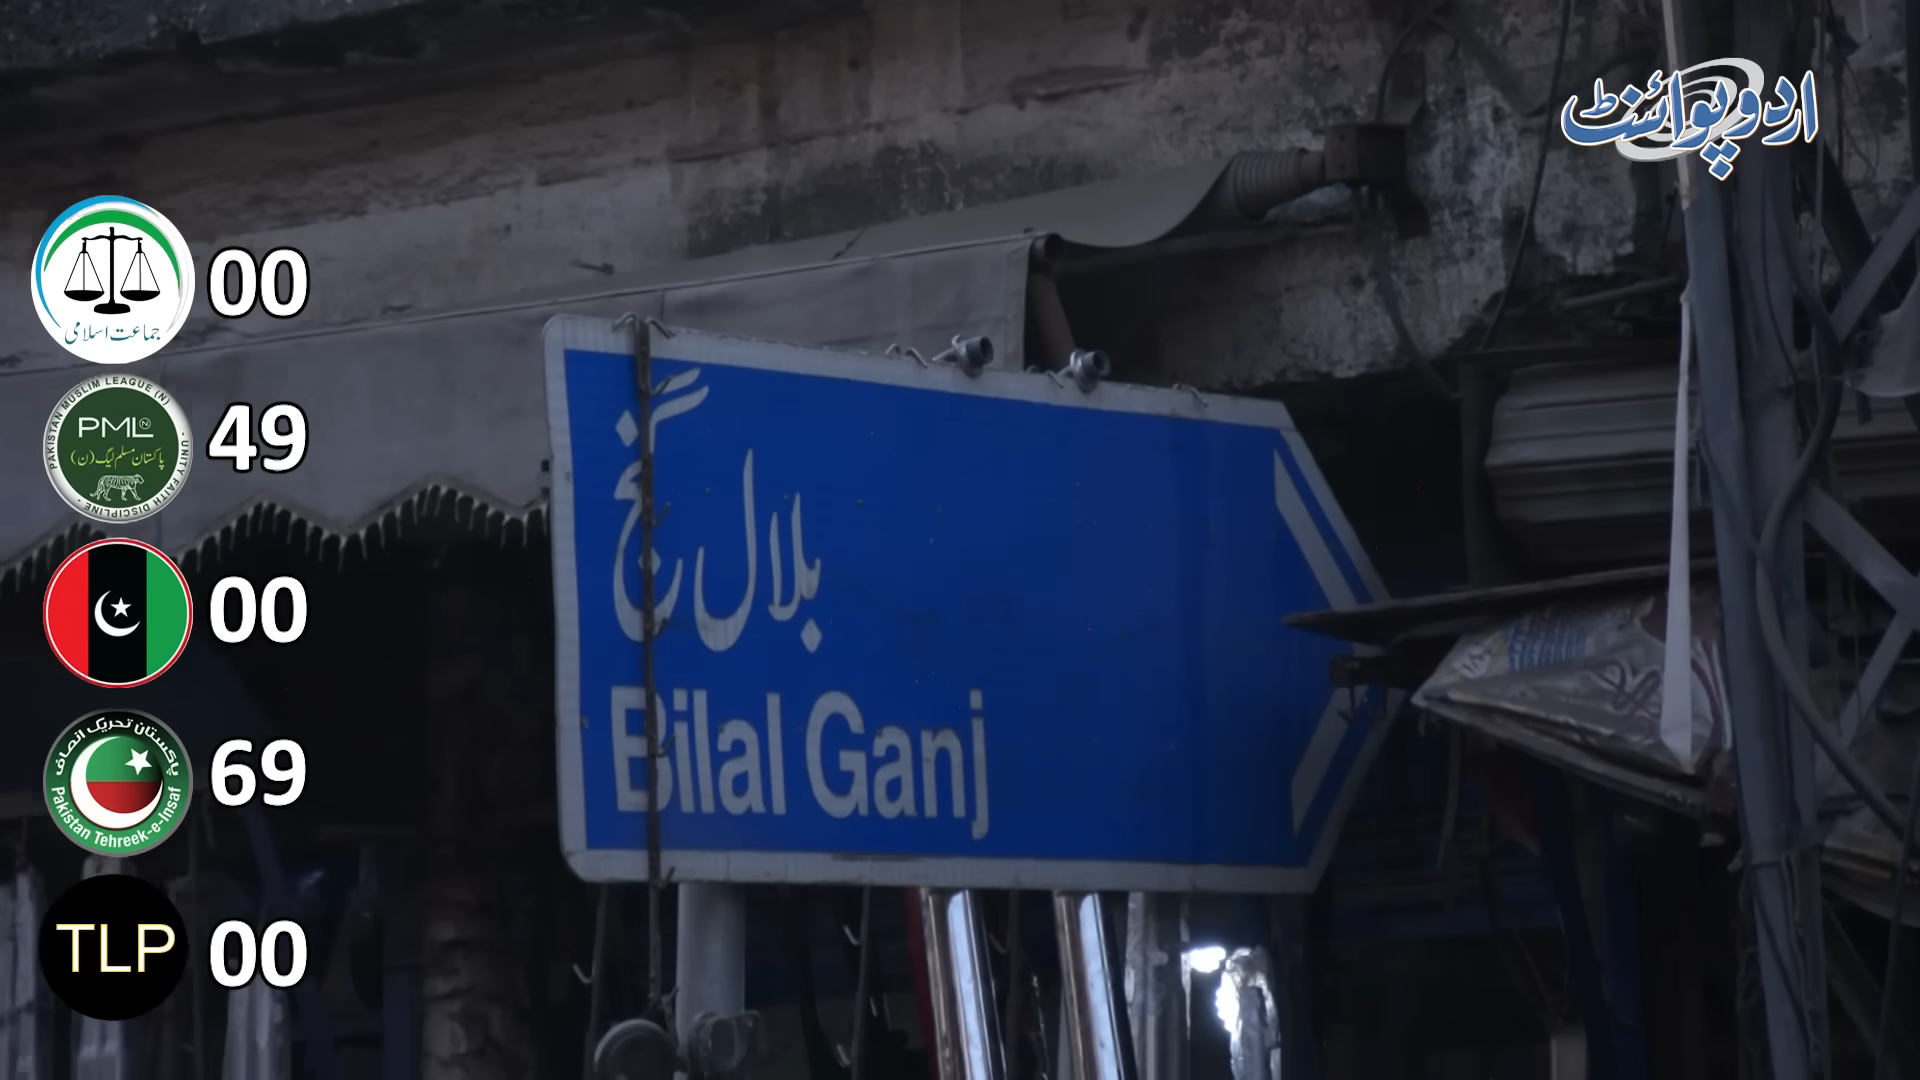 اردو پوائنٹ
جماعت اسلامی
00
PAKISTAN MUSLIM LEAGUE (N)
PML N
پاکستان مسلم لیگ (ن)
- UNITY FAITH DISCIPLINE -
49
00
پاکستان تحریک انصاف
Pakistan Tehreek-e-Insaf
69
TLP
00
بلال گنج
Bilal Ganj